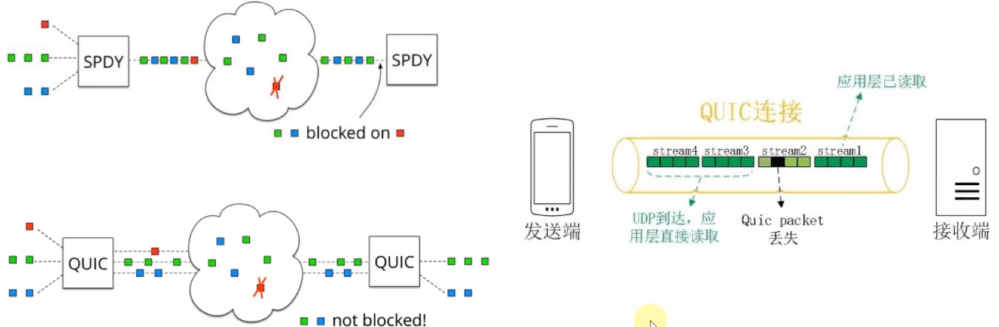 SPDY
SPDY
blocked on
QUIC
QUIC
not blocked!
应用层已读取
QUIC连接
stream4 stream3 stream2 stream1
UDP到达，应
用层直接读取
Quic packet
丢失
发送端
接收端